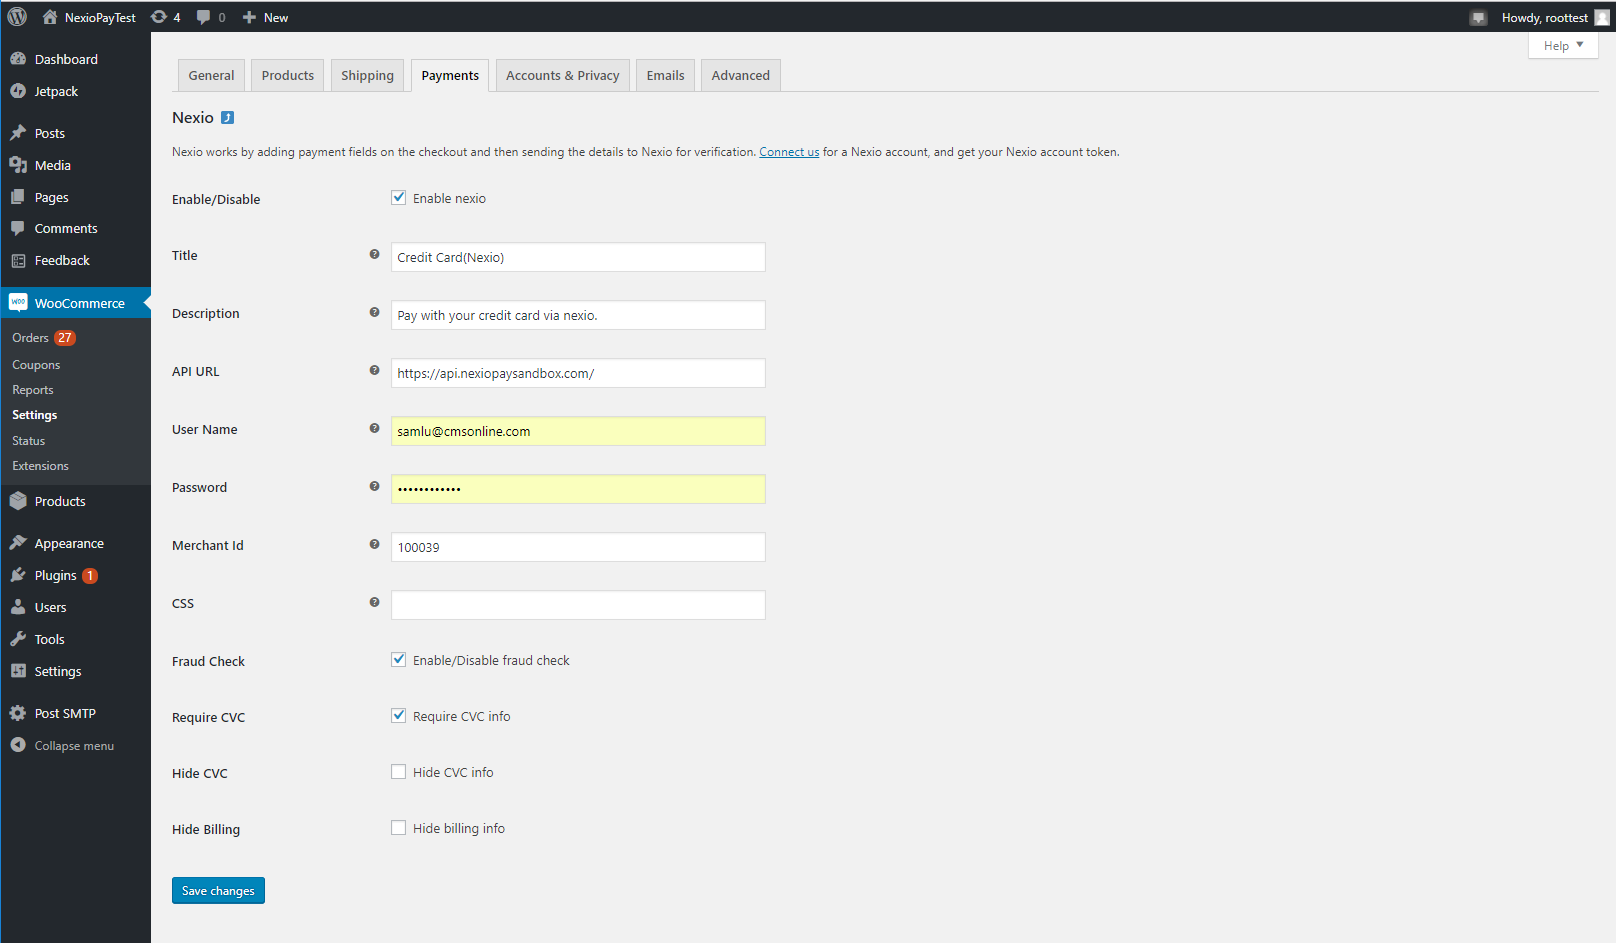 NexioPayTest 4 0 New Howdy, roottest
Help
Dashboard
Jetpack
Posts
Media
Pages
Comments
Feedback
woo WooCommerce
Orders 27
Coupons
Reports
Settings
Status
Extensions
Products
Appearance
Plugins 1
Users
Tools
Settings
Post SMTP
Collapse menu
General Products Shipping Payments Accounts & Privacy Emails Advanced
Nexio
Nexio works by adding payment fields on the checkout and then sending the details to Nexio for verification. Connect us for a Nexio account, and get your Nexio account token.
Enable/Disable Enable nexio
Title Credit Card(Nexio)
Description Pay with your credit card via nexio.
API URL https://api.nexiopaysandbox.com/
User Name samlu@cmsonline.com
Password ••••••••••••
Merchant Id 100039
CSS
Fraud Check Enable/Disable fraud check
Require CVC Require CVC info
Hide CVC Hide CVC info
Hide Billing Hide billing info
Save changes